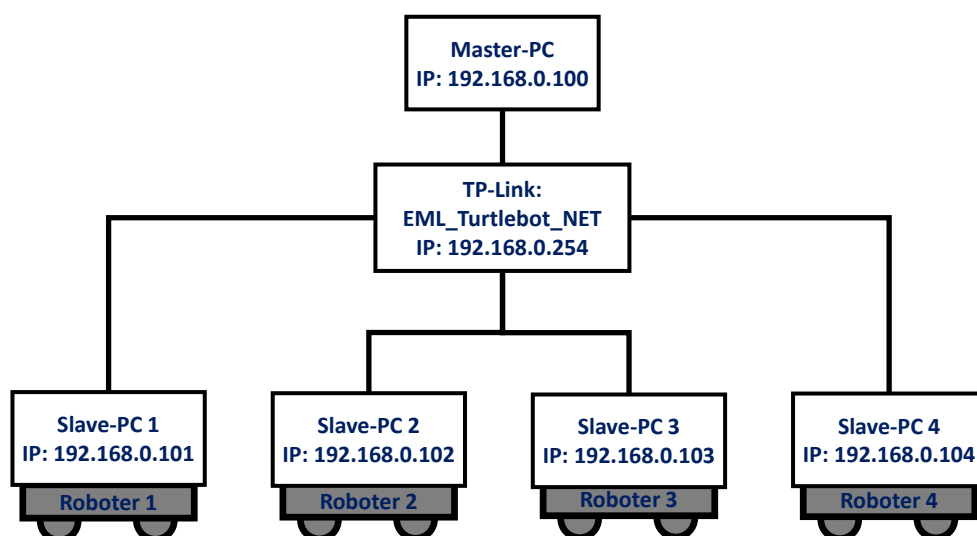 Master-PC
IP: 192.168.0.100
TP-Link:
EML_Turtlebot_NET
IP: 192.168.0.254
Slave-PC 1
IP: 192.168.0.101
Roboter 1
Slave-PC 2
IP: 192.168.0.102
Roboter 2
Slave-PC 3
IP: 192.168.0.103
Roboter 3
Slave-PC 4
IP: 192.168.0.104
Roboter 4